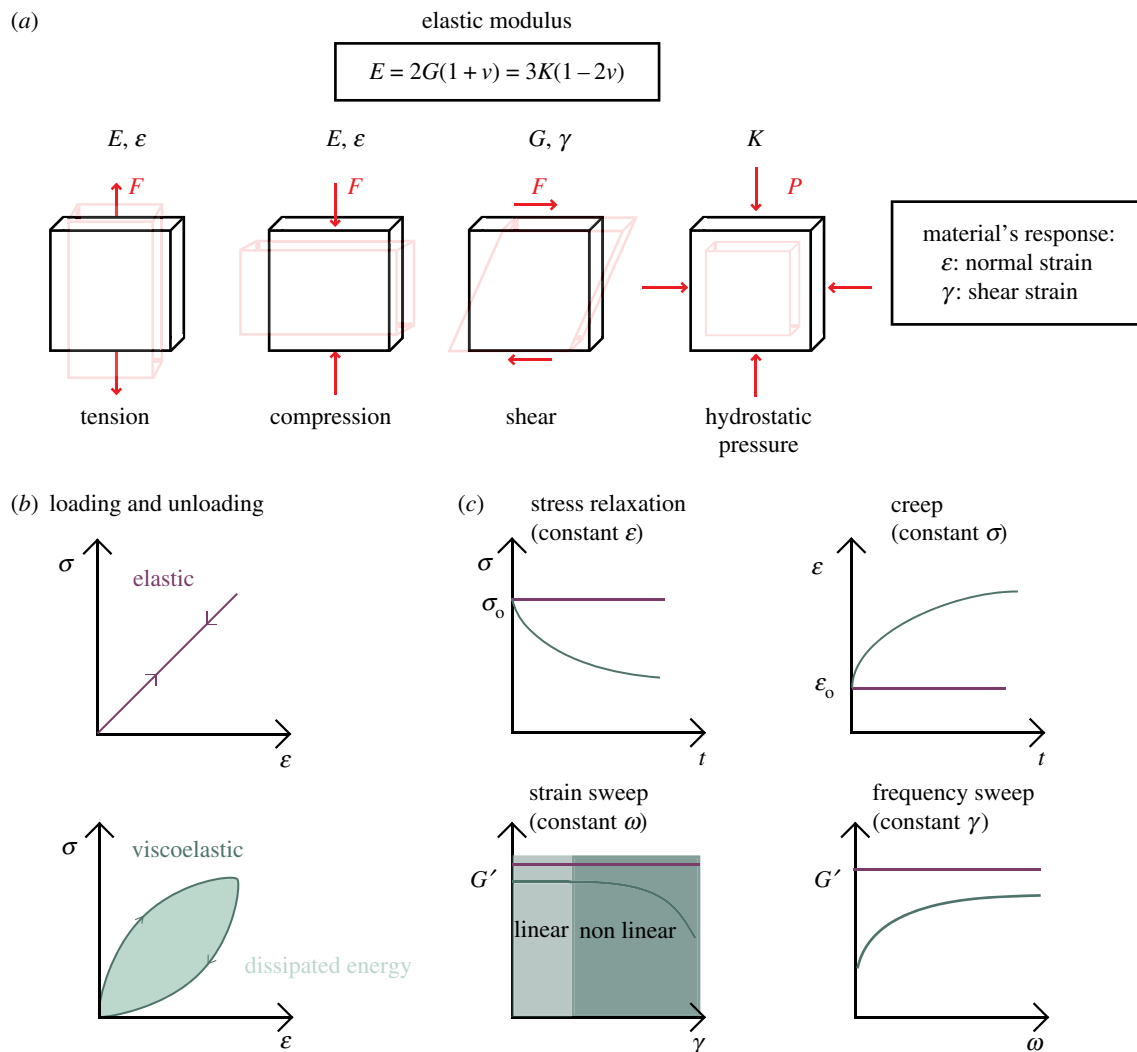 (a)
elastic modulus
E = 2G(1 + ν) = 3K(1 – 2ν)
E, ε
E, ε
G, γ
K
F
F
F
P
material's response:
ε: normal strain
γ: shear strain
tension
compression
shear
hydrostatic
pressure
(b) loading and unloading
σ
elastic
ε
σ
viscoelastic
dissipated energy
ε
(c)
stress relaxation
(constant ε)
σ
σo
t
creep
(constant σ)
ε
εo
t
strain sweep
(constant ω)
G′
linear
non linear
γ
frequency sweep
(constant γ)
G′
ω